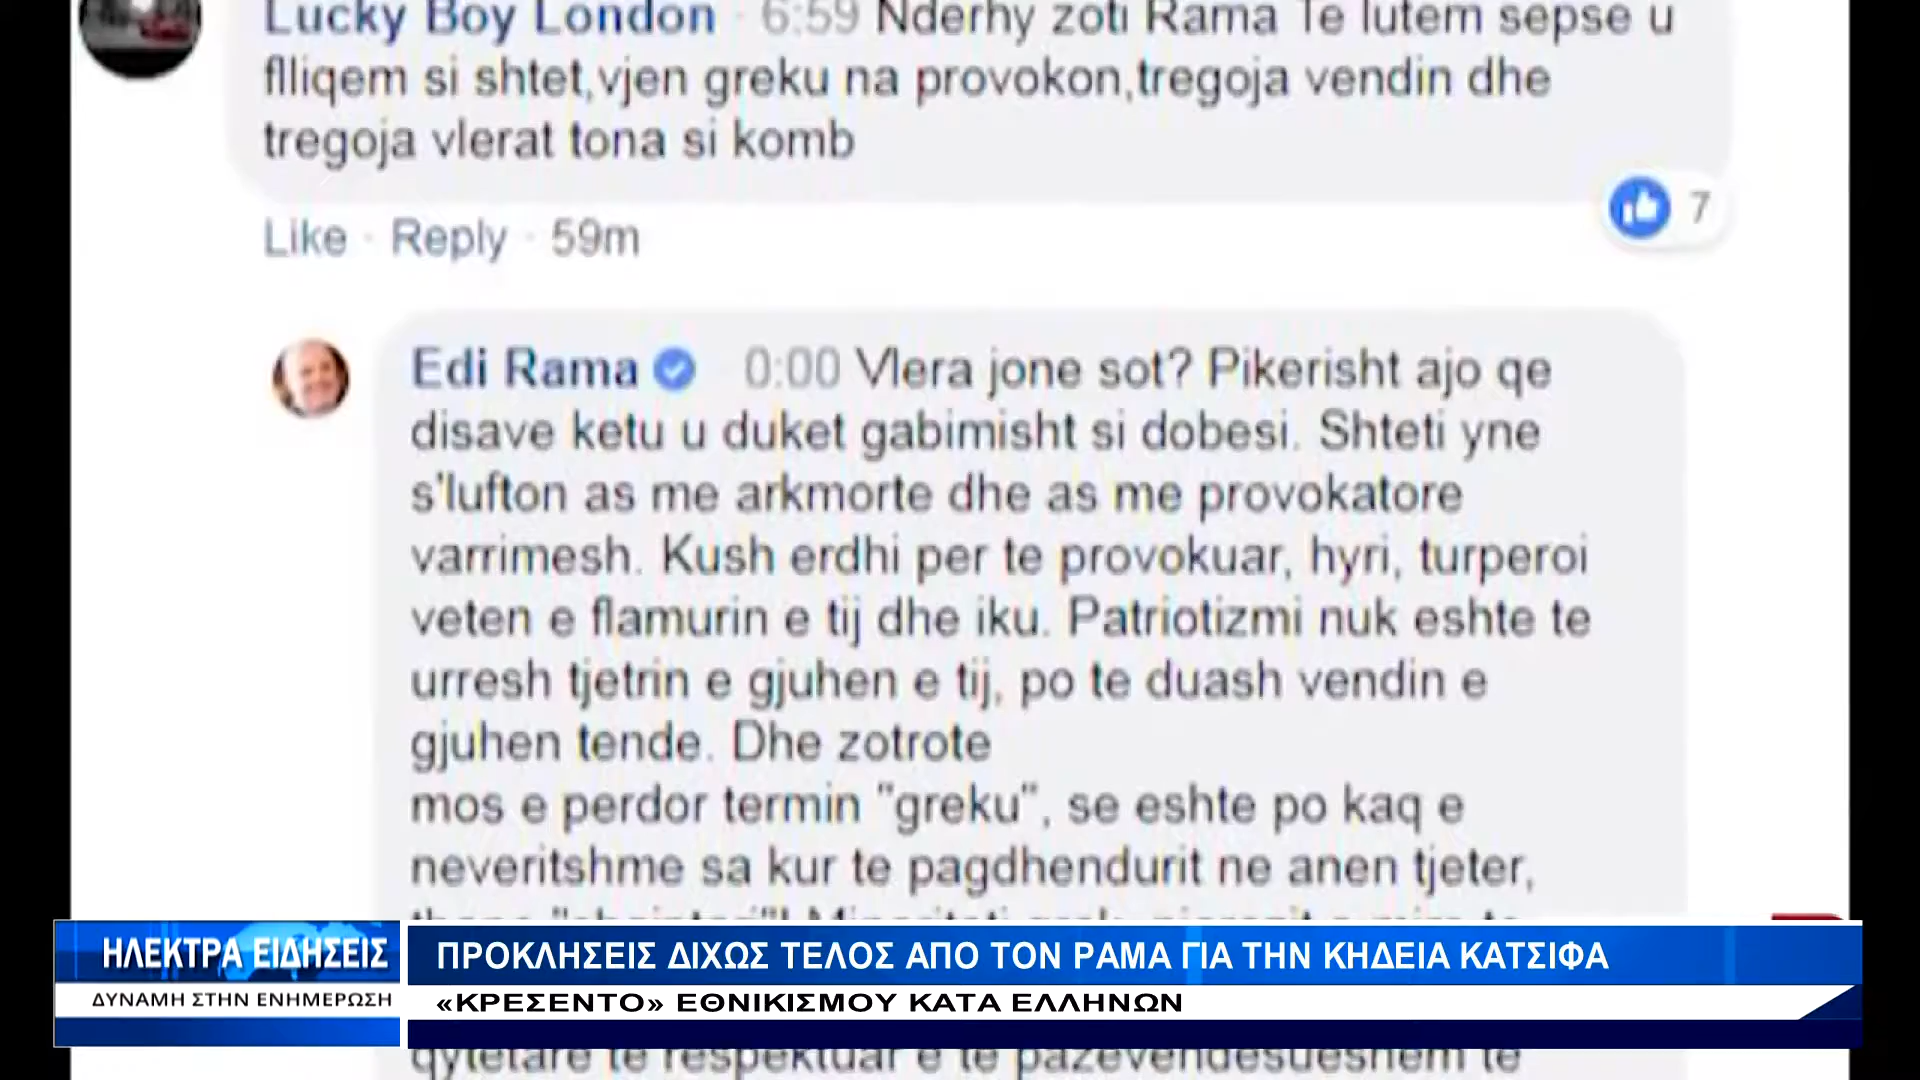 Lucky Boy London · 6:59 Nderhy zoti Rama Te lutem sepse u
flliqem si shtet,vjen greku na provokon,tregoja vendin dhe
tregoja vlerat tona si komb
7
Like · Reply · 59m
Edi Rama 0:00 Vlera jone sot? Pikerisht ajo qe
disave ketu u duket gabimisht si dobesi. Shteti yne
s'lufton as me arkmorte dhe as me provokatore
varrimesh. Kush erdhi per te provokuar, hyri, turperoi
veten e flamurin e tij dhe iku. Patriotizmi nuk eshte te
urresh tjetrin e gjuhen e tij, po te duash vendin e
gjuhen tende. Dhe zotrote
mos e perdor termin "greku", se eshte po kaq e
neveritshme sa kur te pagdhendurit ne anen tjeter,
ΗΛΕΚΤΡΑ ΕΙΔΗΣΕΙΣ
ΔΥΝΑΜΗ ΣΤΗΝ ΕΝΗΜΕΡΩΣΗ
ΠΡΟΚΛΗΣΕΙΣ ΔΙΧΩΣ ΤΕΛΟΣ ΑΠΟ ΤΟΝ ΡΑΜΑ ΓΙΑ ΤΗΝ ΚΗΔΕΙΑ ΚΑΤΣΙΦΑ
«ΚΡΕΣΕΝΤΟ» ΕΘΝΙΚΙΣΜΟΥ ΚΑΤΑ ΕΛΛΗΝΩΝ
qytetare te respektuar e te pazevendesueshem te